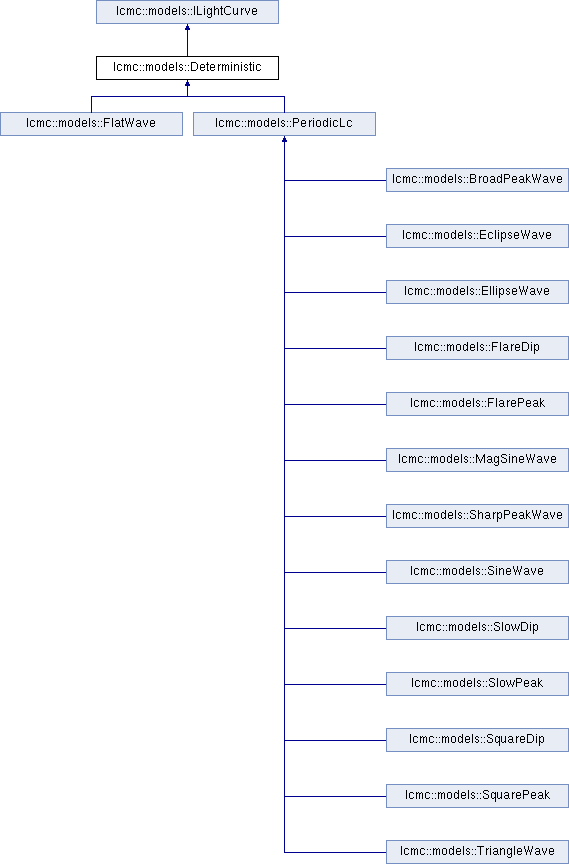 lcmc::models::ILightCurve
lcmc::models::Deterministic
lcmc::models::FlatWave
lcmc::models::PeriodicLc
lcmc::models::BroadPeakWave
lcmc::models::EclipseWave
lcmc::models::EllipseWave
lcmc::models::FlareDip
lcmc::models::FlarePeak
lcmc::models::MagSineWave
lcmc::models::SharpPeakWave
lcmc::models::SineWave
lcmc::models::SlowDip
lcmc::models::SlowPeak
lcmc::models::SquareDip
lcmc::models::SquarePeak
lcmc::models::TriangleWave